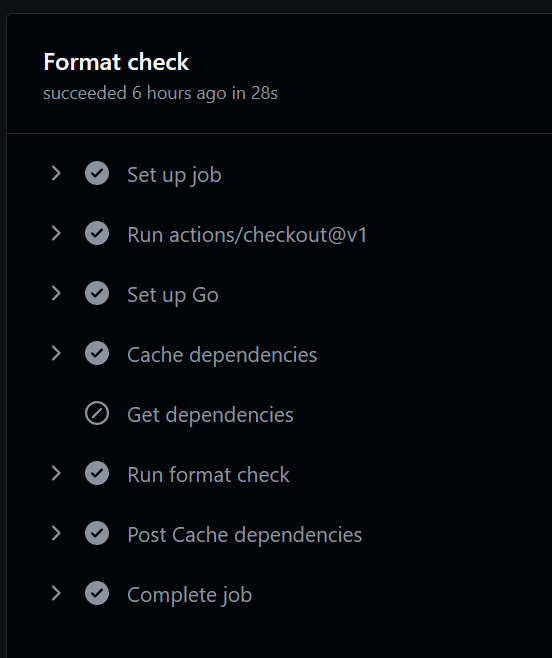 Format check
succeeded 6 hours ago in 28s
Set up job
Run actions/checkout@v1
Set up Go
Cache dependencies
Get dependencies
Run format check
Post Cache dependencies
Complete job